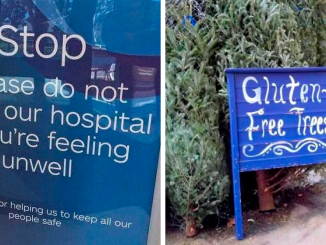 Stop
ase do not
our hospital
u're feeling
unwell
or helping us to keep all our
people safe
Gluten-
Free Trees